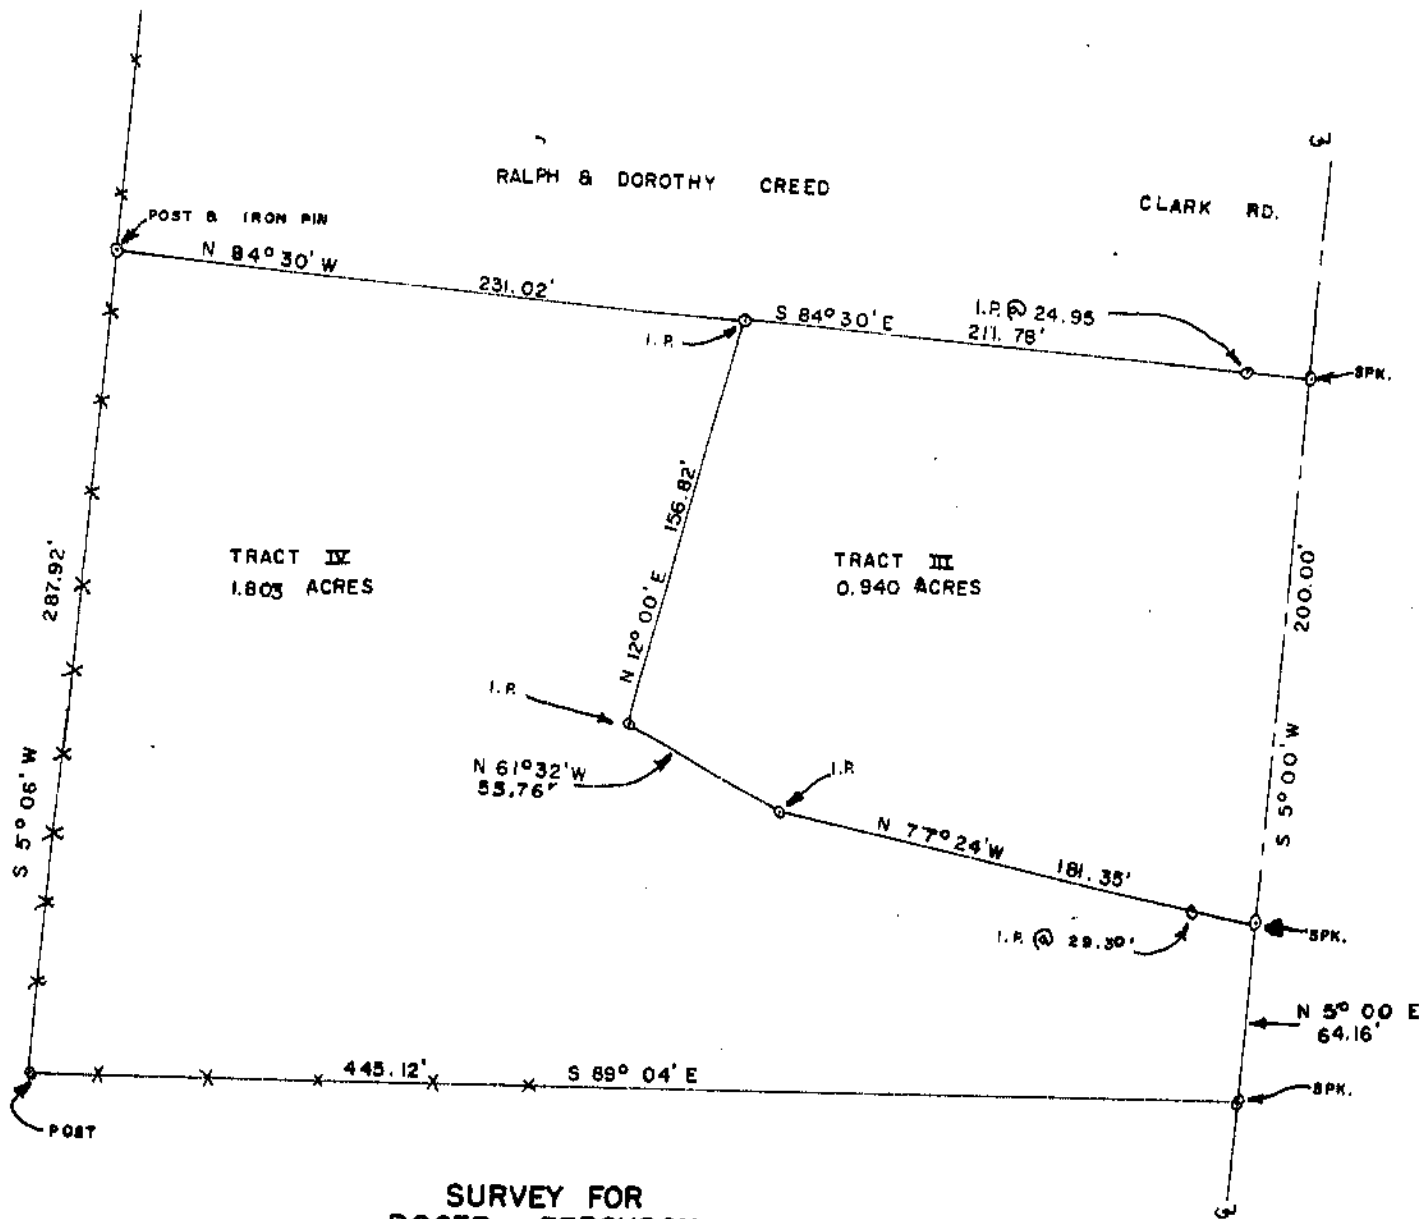 RALPH & DOROTHY CREED
CLARK RD.
POST & IRON PIN
N 84° 30' W
231.02'
I.P.
S 84° 30' E
211.78'
I.P. @ 24.95
SPK.
287.92'
S 5° 06' W
TRACT IV
1.803 ACRES
N 12° 00' E 156.82'
TRACT III
0.940 ACRES
200.00'
S 5° 00' W
I.P.
N 61° 32' W
55.76'
I.P.
N 77° 24' W
181.35'
I.P. @ 29.30'
SPK.
N 5° 00 E
64.16'
445.12' S 89° 04' E
SPK.
POST
SURVEY FOR